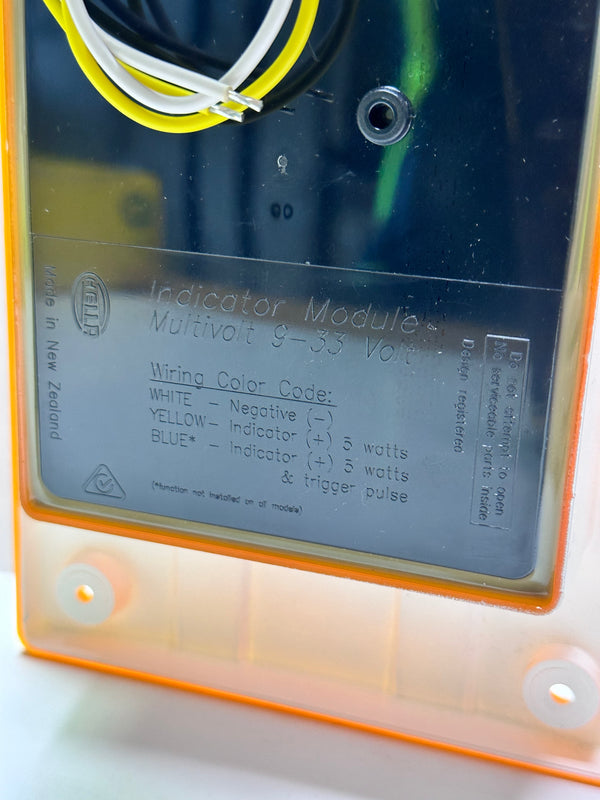 HELLA
Made in New Zealand
Indicator Module
Multivolt 9-33 Volt
Wiring Color Code:
WHITE - Negative (-)
YELLOW - Indicator (+) 5 watts
BLUE* - Indicator (+) 5 watts
& trigger pulse
(*function not installed on all models)
Design registered
Do not attempt to open
No serviceable parts inside